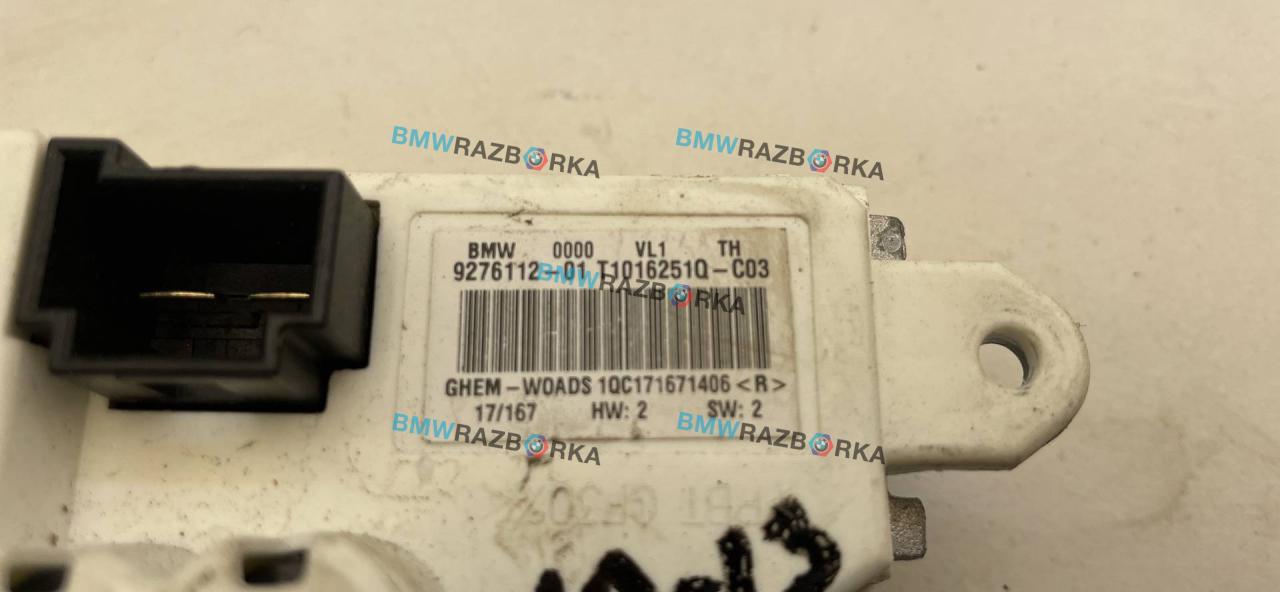 BMWRAZBORKA BMWRAZBORKA
BMW 0000 VL1 TH
9276112-01 T1016251Q-C03
BMWRAZBORKA
GHEM-WOADS 1QC171671406 <R>
17/167 HW: 2 SW: 2
BMWRAZBORKA BMWRAZBORKA